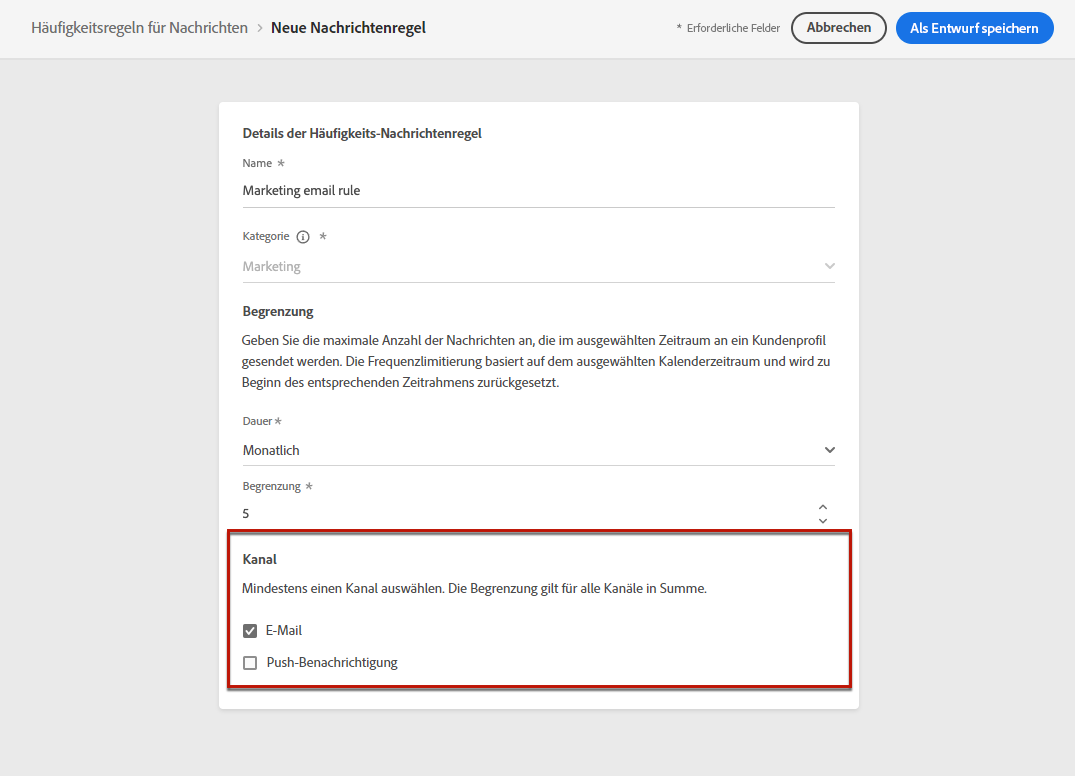 Häufigkeitsregeln für Nachrichten > Neue Nachrichtenregel
* Erforderliche Felder
Abbrechen
Als Entwurf speichern
Details der Häufigkeits-Nachrichtenregel
Name *
Marketing email rule
Kategorie *
Marketing
Begrenzung
Geben Sie die maximale Anzahl der Nachrichten an, die im ausgewählten Zeitraum an ein Kundenprofil
gesendet werden. Die Frequenzlimitierung basiert auf dem ausgewählten Kalenderzeitraum und wird zu
Beginn des entsprechenden Zeitrahmens zurückgesetzt.
Dauer *
Monatlich
Begrenzung *
5
Kanal
Mindestens einen Kanal auswählen. Die Begrenzung gilt für alle Kanäle in Summe.
E-Mail
Push-Benachrichtigung